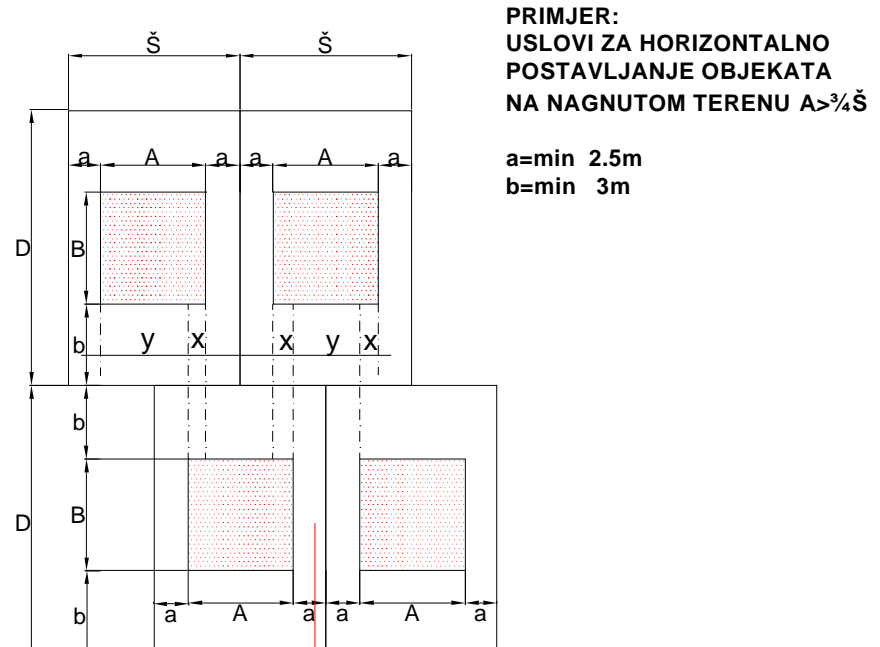 PRIMJER:
USLOVI ZA HORIZONTALNO
POSTAVLJANJE OBJEKATA
NA NAGNUTOM TERENU A>¾Š
a=min 2.5m
b=min 3m
Š Š
a A a a A a
D B
b y x x y x
b
D B
b a A a a A a